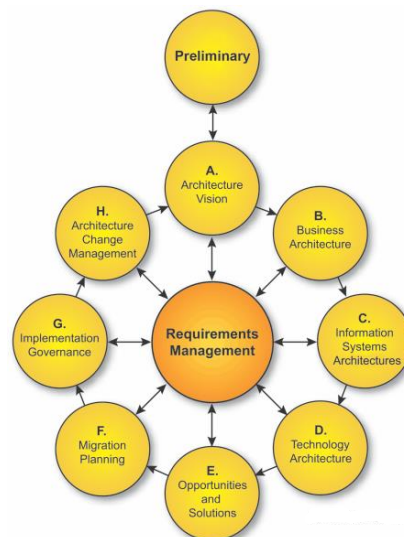 Preliminary
A.
Architecture
Vision
B.
Business
Architecture
C.
Information
Systems
Architectures
D.
Technology
Architecture
E.
Opportunities
and
Solutions
F.
Migration
Planning
G.
Implementation
Governance
H.
Architecture
Change
Management
Requirements
Management